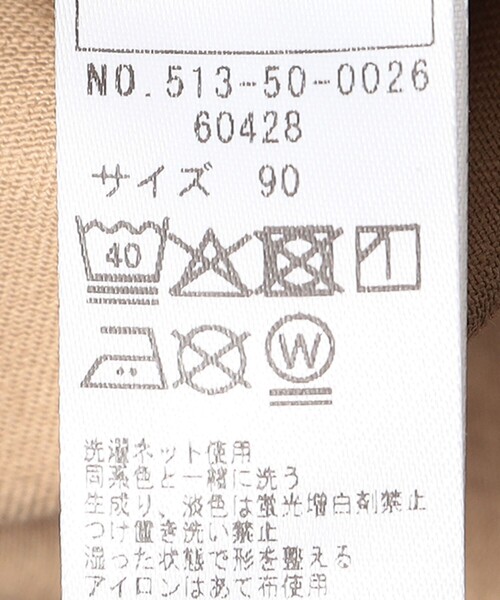 NO.513-50-0026
60428
サイズ 90
40
W
洗濯ネット使用
同系色と一緒に洗う
生成り、淡色は蛍光増白剤禁止
つけ置き洗い禁止
湿った状態で形を整える
アイロンはあて布使用